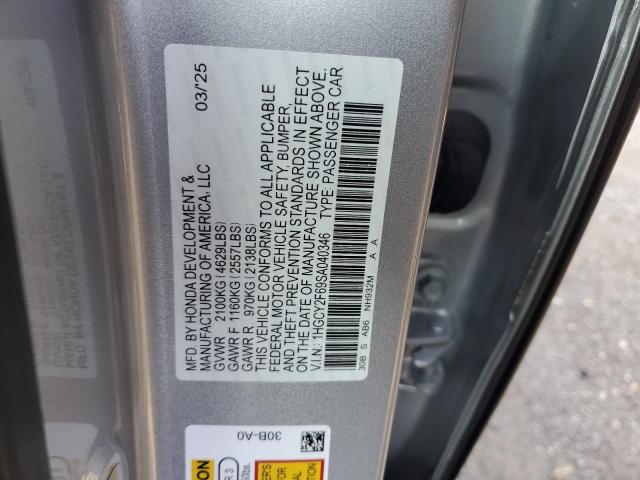 MFD. BY HONDA DEVELOPMENT & 03/25
MANUFACTURING OF AMERICA, LLC
GVWR 2100KG(4629LBS)
GAWR F 1160KG(2557LBS)
GAWR R 970KG(2138LBS)
THIS VEHICLE CONFORMS TO ALL APPLICABLE
FEDERAL MOTOR VEHICLE SAFETY, BUMPER,
AND THEFT PREVENTION STANDARDS IN EFFECT
ON THE DATE OF MANUFACTURE SHOWN ABOVE.
V.I.N.: 1HGCY2F69SA040346 TYPE: PASSENGER CAR
30B S AB6 NH932M A A
30B-A0